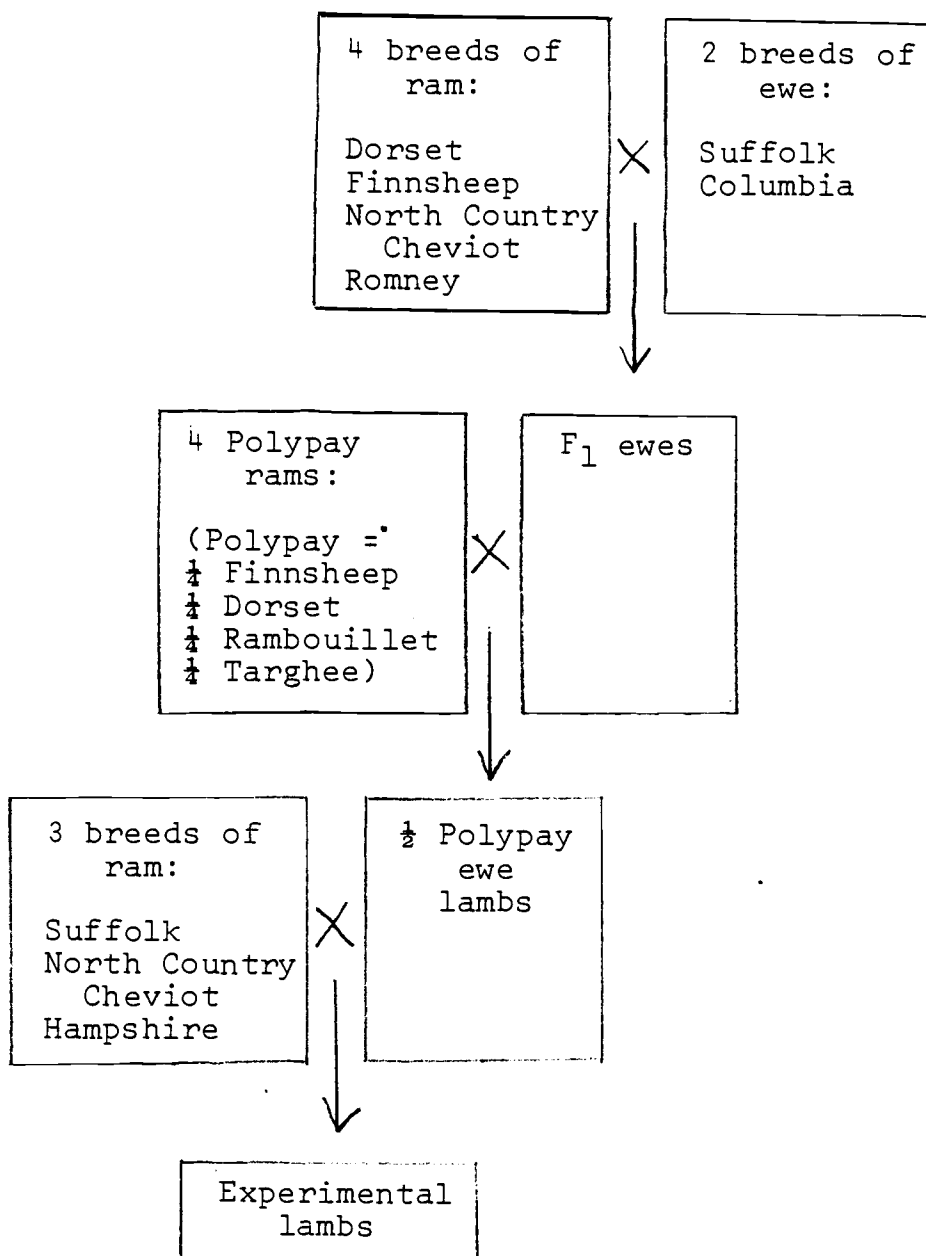 4 breeds of
ram:
Dorset
Finnsheep
North Country
Cheviot
Romney
2 breeds of
ewe:
Suffolk
Columbia
4 Polypay
rams:
(Polypay =
¼ Finnsheep
¼ Dorset
¼ Rambouillet
¼ Targhee)
F₁ ewes
3 breeds of
ram:
Suffolk
North Country
Cheviot
Hampshire
½ Polypay
ewe
lambs
Experimental
lambs